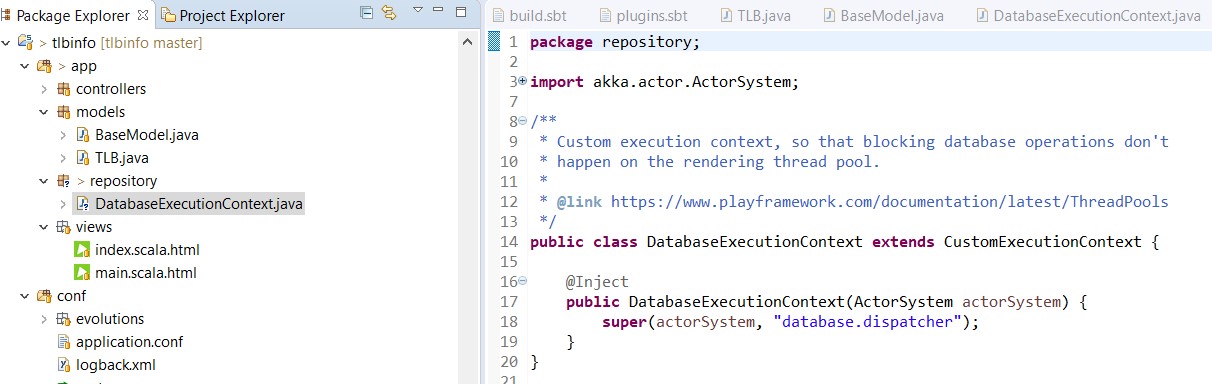 Package Explorer
Project Explorer
> tlbinfo [tlbinfo master]
> app
controllers
models
BaseModel.java
TLB.java
> repository
DatabaseExecutionContext.java
views
index.scala.html
main.scala.html
conf
evolutions
application.conf
logback.xml
build.sbt plugins.sbt TLB.java BaseModel.java DatabaseExecutionContext.java
1 package repository;
2
3 import akka.actor.ActorSystem;
7
8 /**
9 * Custom execution context, so that blocking database operations don't
10 * happen on the rendering thread pool.
11 *
12 * @link https://www.playframework.com/documentation/latest/ThreadPools
13 */
14 public class DatabaseExecutionContext extends CustomExecutionContext {
15
16 @Inject
17 public DatabaseExecutionContext(ActorSystem actorSystem) {
18 super(actorSystem, "database.dispatcher");
19 }
20 }
21